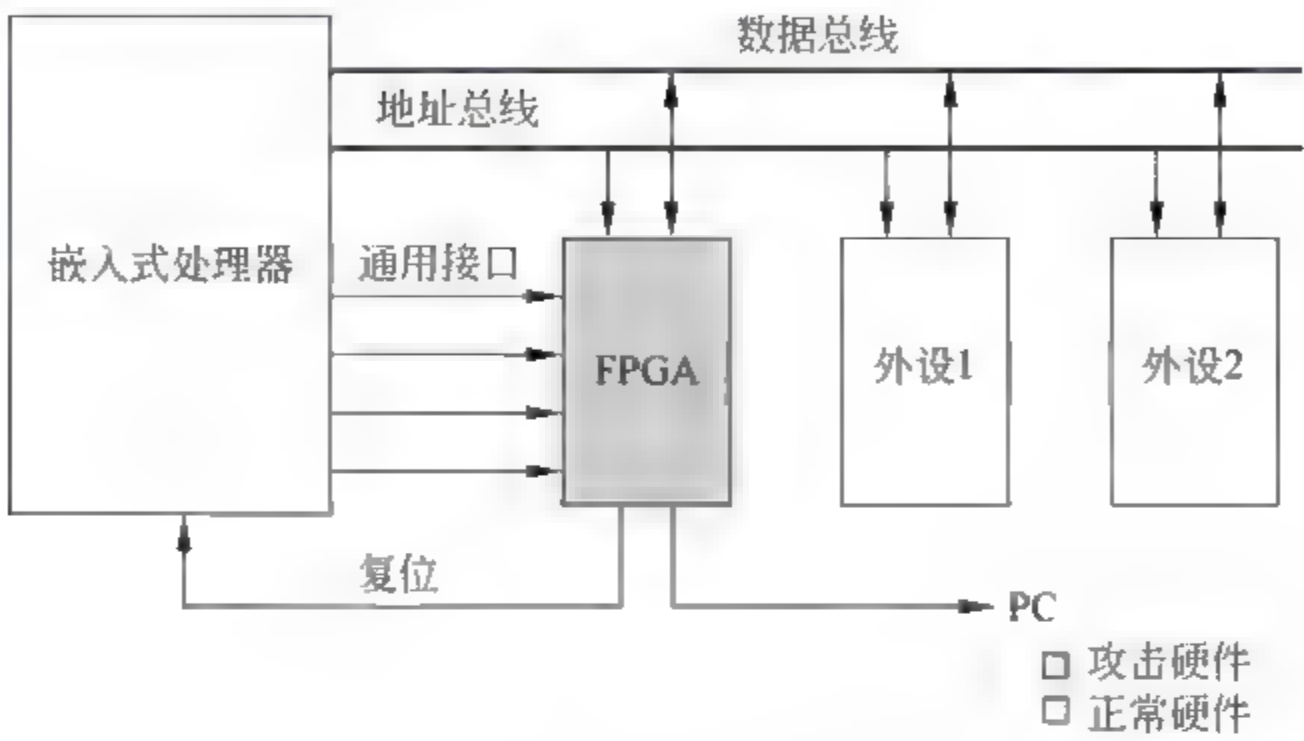 数据总线
地址总线
嵌入式处理器
通用接口
FPGA
外设1
外设2
复位
PC
攻击硬件
正常硬件